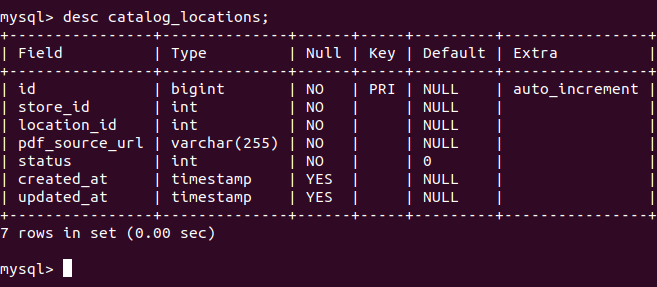 mysql> desc catalog_locations;
+----------------+--------------+------+-----+---------+----------------+
| Field          | Type         | Null | Key | Default | Extra          |
+----------------+--------------+------+-----+---------+----------------+
| id             | bigint       | NO   | PRI | NULL    | auto_increment |
| store_id       | int          | NO   |     | NULL    |                |
| location_id    | int          | NO   |     | NULL    |                |
| pdf_source_url | varchar(255) | NO   |     | NULL    |                |
| status         | int          | NO   |     | 0       |                |
| created_at     | timestamp    | YES  |     | NULL    |                |
| updated_at     | timestamp    | YES  |     | NULL    |                |
+----------------+--------------+------+-----+---------+----------------+
7 rows in set (0.00 sec)
mysql>